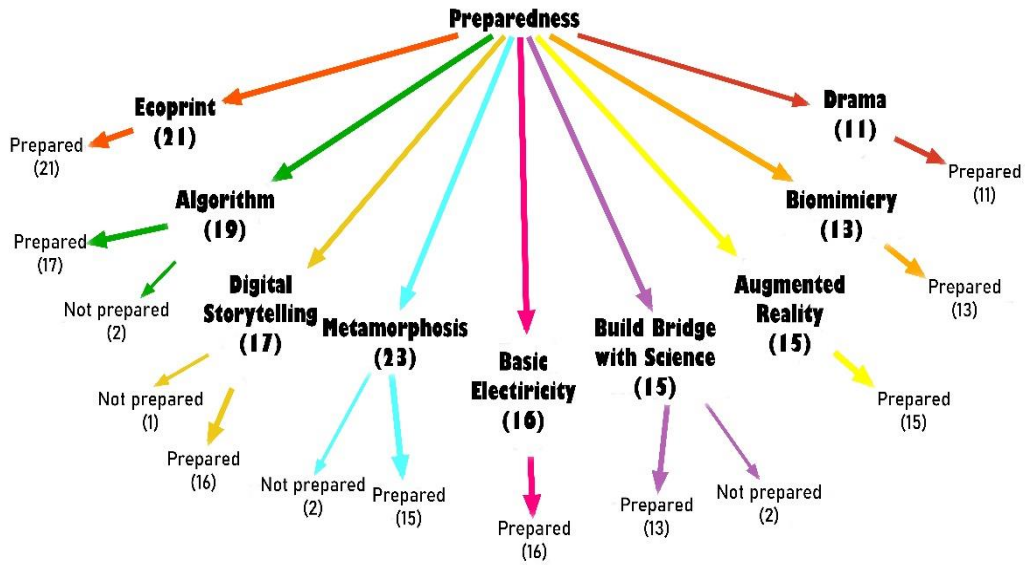 Preparedness
Ecoprint
(21)
Prepared
(21)
Algorithm
(19)
Prepared
(17)
Not prepared
(2)
Digital
Storytelling
(17)
Not prepared
(1)
Prepared
(16)
Metamorphosis
(23)
Not prepared
(2)
Prepared
(15)
Basic
Electiricity
(16)
Prepared
(16)
Build Bridge
with Science
(15)
Prepared
(13)
Not prepared
(2)
Augmented
Reality
(15)
Prepared
(15)
Biomimicry
(13)
Prepared
(13)
Drama
(11)
Prepared
(11)